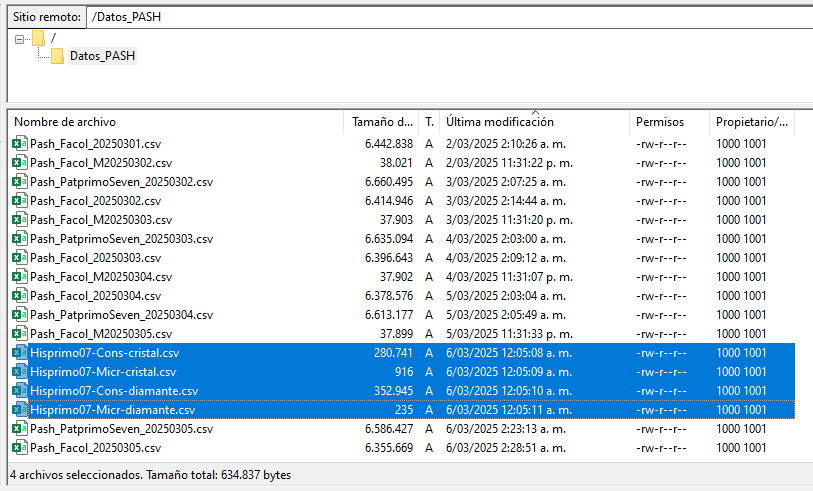 Sitio remoto: /Datos_PASH
/
Datos_PASH
Nombre de archivo Tamaño d... T. Última modificación Permisos Propietario/...
Pash_Facol_20250301.csv 6.442.838 A 2/03/2025 2:10:26 a. m. -rw-r--r-- 1000 1001
Pash_Facol_M20250302.csv 38.021 A 2/03/2025 11:31:22 p. m. -rw-r--r-- 1000 1001
Pash_PatprimoSeven_20250302.csv 6.660.495 A 3/03/2025 2:07:25 a. m. -rw-r--r-- 1000 1001
Pash_Facol_20250302.csv 6.414.946 A 3/03/2025 2:14:44 a. m. -rw-r--r-- 1000 1001
Pash_Facol_M20250303.csv 37.903 A 3/03/2025 11:31:20 p. m. -rw-r--r-- 1000 1001
Pash_PatprimoSeven_20250303.csv 6.635.094 A 4/03/2025 2:03:00 a. m. -rw-r--r-- 1000 1001
Pash_Facol_20250303.csv 6.396.643 A 4/03/2025 2:09:12 a. m. -rw-r--r-- 1000 1001
Pash_Facol_M20250304.csv 37.902 A 4/03/2025 11:31:07 p. m. -rw-r--r-- 1000 1001
Pash_Facol_20250304.csv 6.378.576 A 5/03/2025 2:03:04 a. m. -rw-r--r-- 1000 1001
Pash_PatprimoSeven_20250304.csv 6.613.177 A 5/03/2025 2:05:49 a. m. -rw-r--r-- 1000 1001
Pash_Facol_M20250305.csv 37.899 A 5/03/2025 11:31:33 p. m. -rw-r--r-- 1000 1001
Hisprimo07-Cons-cristal.csv 280.741 A 6/03/2025 12:05:08 a. m. -rw-r--r-- 1000 1001
Hisprimo07-Micr-cristal.csv 916 A 6/03/2025 12:05:09 a. m. -rw-r--r-- 1000 1001
Hisprimo07-Cons-diamante.csv 352.945 A 6/03/2025 12:05:10 a. m. -rw-r--r-- 1000 1001
Hisprimo07-Micr-diamante.csv 235 A 6/03/2025 12:05:11 a. m. -rw-r--r-- 1000 1001
Pash_PatprimoSeven_20250305.csv 6.586.427 A 6/03/2025 2:23:13 a. m. -rw-r--r-- 1000 1001
Pash_Facol_20250305.csv 6.355.669 A 6/03/2025 2:28:51 a. m. -rw-r--r-- 1000 1001
4 archivos seleccionados. Tamaño total: 634.837 bytes